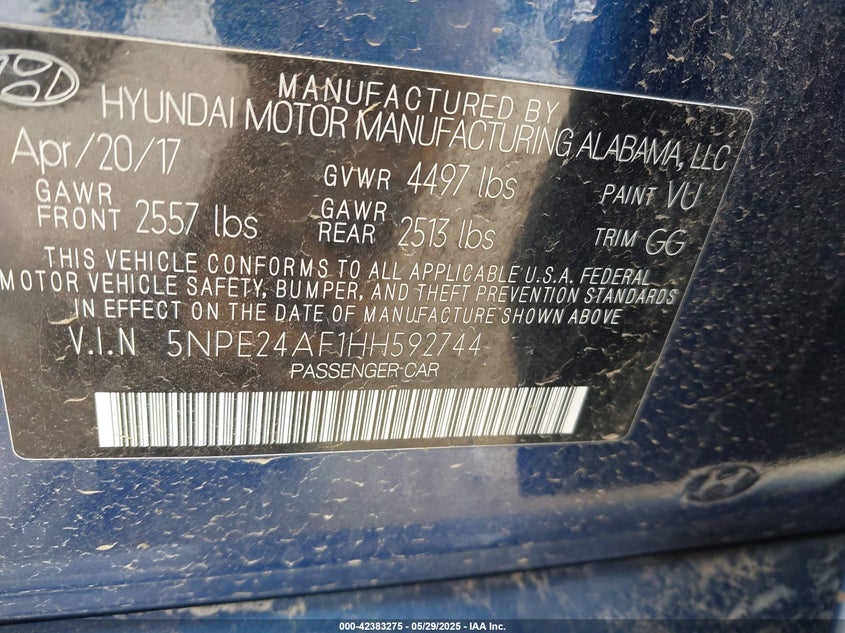 MANUFACTURED BY
HYUNDAI MOTOR MANUFACTURING ALABAMA, LLC
Apr/20/17 GVWR 4497 lbs PAINT VU
GAWR FRONT 2557 lbs GAWR REAR 2513 lbs TRIM GG
THIS VEHICLE CONFORMS TO ALL APPLICABLE U.S.A. FEDERAL
MOTOR VEHICLE SAFETY, BUMPER, AND THEFT PREVENTION STANDARDS
IN EFFECT ON THE DATE OF MANUFACTURE SHOWN ABOVE
V.I.N 5NPE24AF1HH592744
PASSENGER-CAR
000-42383275 - 05/29/2025 - IAA Inc.